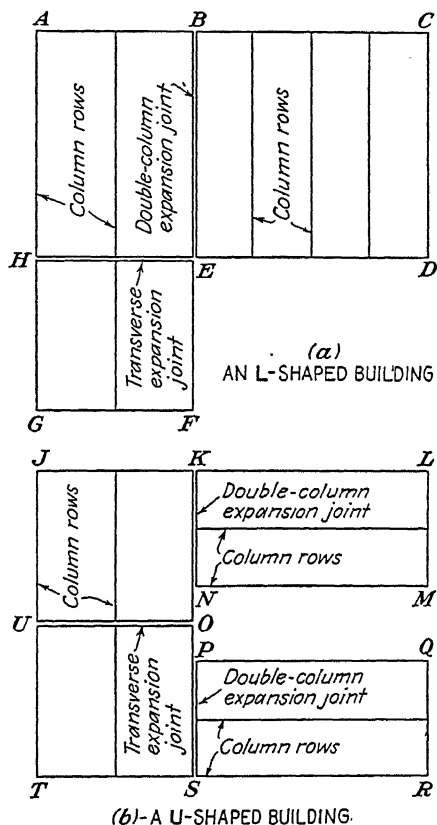 A B C
Column rows
Double-column
expansion joint
Column rows
H E D
Transverse
expansion
joint
(a)
AN L-SHAPED BUILDING
G F
J K L
Double-column
expansion joint
Column rows
Column rows
N M
U O
P Q
Transverse
expansion
joint
Double-column
expansion joint
Column rows
T S R
(b)-A U-SHAPED BUILDING.